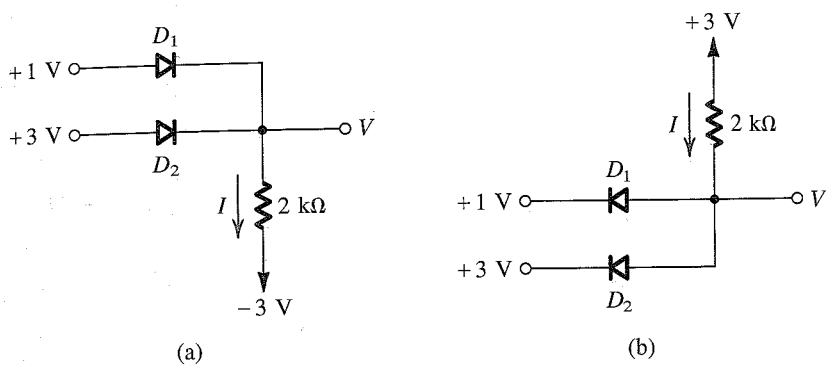 D1
+1 V
+3 V
V
D2
I
2 kΩ
−3 V
(a)
+3 V
I
2 kΩ
D1
+1 V
V
+3 V
D2
(b)